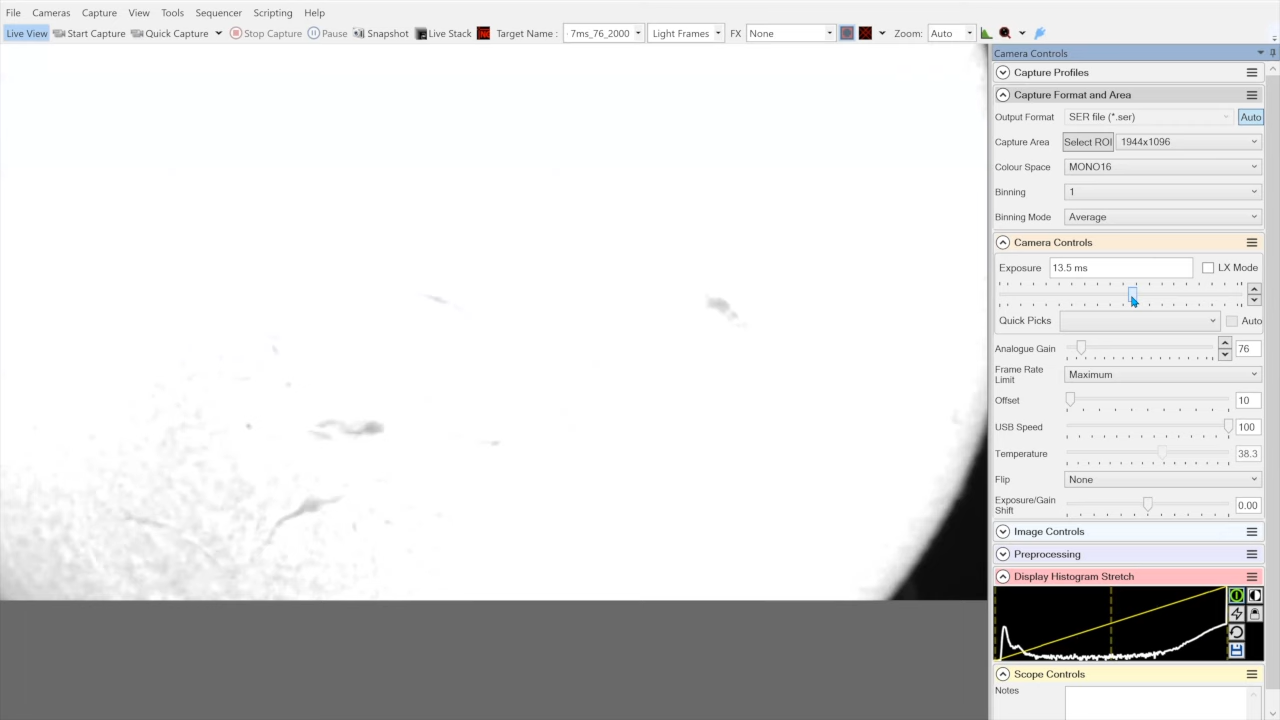 File Cameras Capture View Tools Sequencer Scripting Help
Live View Start Capture Quick Capture Stop Capture Pause Snapshot Live Stack Target Name : 7ms_76_2000 Light Frames FX None Zoom: Auto
Camera Controls
Capture Profiles
Capture Format and Area
Output Format SER file (*.ser) Auto
Capture Area Select ROI 1944x1096
Colour Space MONO16
Binning 1
Binning Mode Average
Camera Controls
Exposure 13.5 ms LX Mode
Quick Picks Auto
Analogue Gain 76
Frame Rate Limit Maximum
Offset 10
USB Speed 100
Temperature 38.3
Flip None
Exposure/Gain Shift 0.00
Image Controls
Preprocessing
Display Histogram Stretch
Scope Controls
Notes